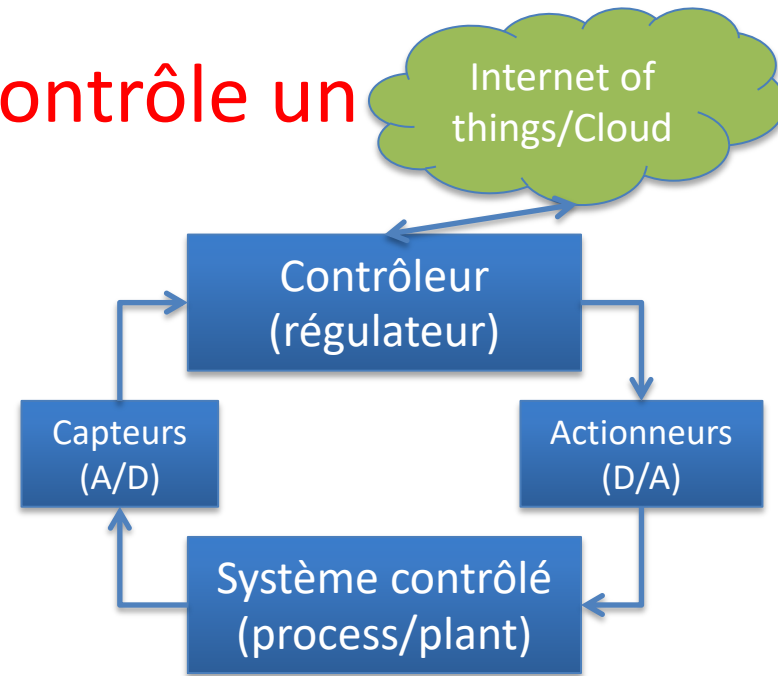 ontrôle un
Internet of
things/Cloud
Contrôleur
(régulateur)
Capteurs
(A/D)
Actionneurs
(D/A)
Système contrôlé
(process/plant)